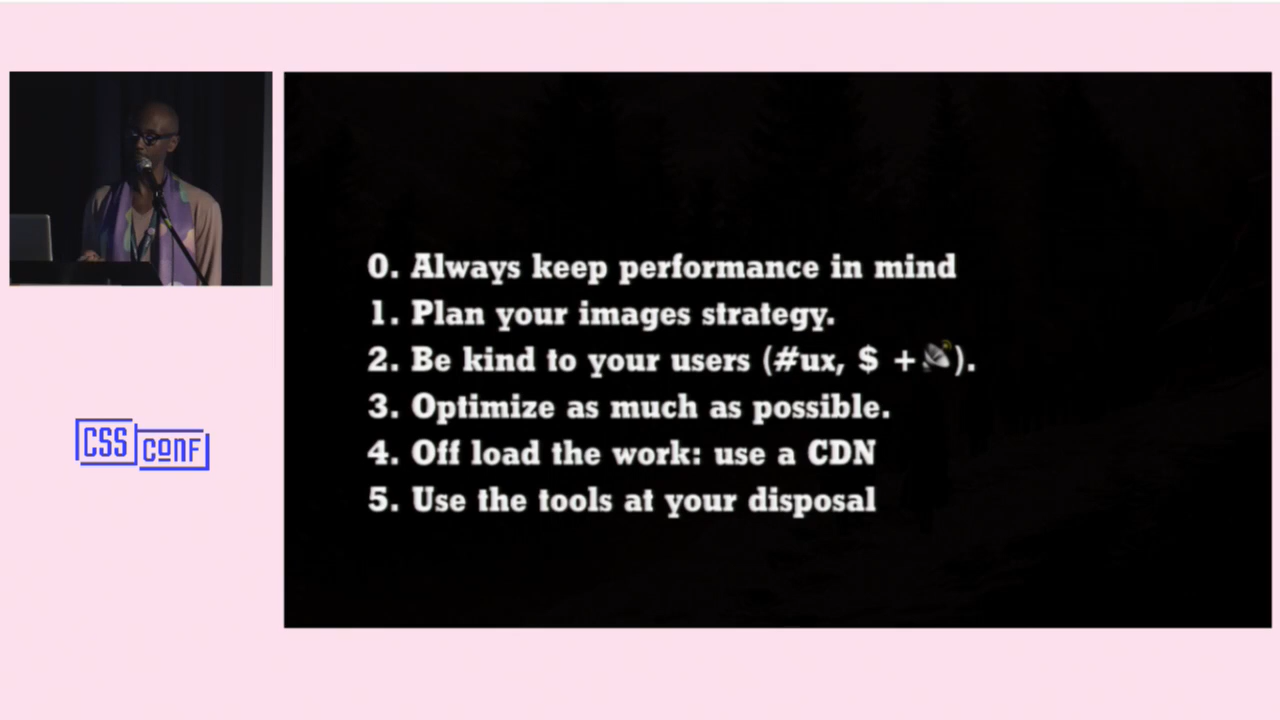 0. Always keep performance in mind
1. Plan your images strategy.
2. Be kind to your users (#ux, $ +📡).
3. Optimize as much as possible.
4. Off load the work: use a CDN
5. Use the tools at your disposal
CSS
CONF